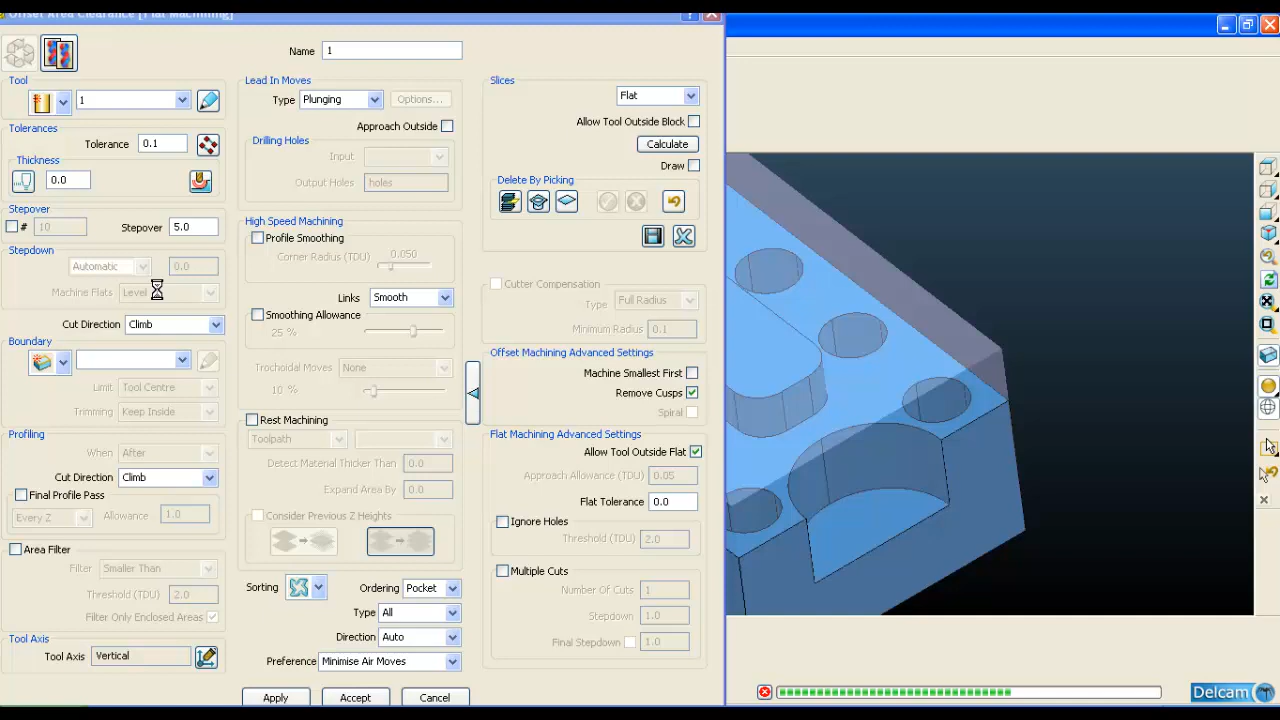 Offset Area Clearance [Flat Machining]
Name 1
Tool
1
Tolerances
Tolerance 0.1
Thickness
0.0
Stepover
# 10 Stepover 5.0
Stepdown
Automatic 0.0
Machine Flats Level
Cut Direction Climb
Boundary
Limit Tool Centre
Trimming Keep Inside
Profiling
When After
Cut Direction Climb
Final Profile Pass
Every Z Allowance 1.0
Area Filter
Filter Smaller Than
Threshold (TDU) 2.0
Filter Only Enclosed Areas
Tool Axis
Tool Axis Vertical
Lead In Moves
Type Plunging Options...
Approach Outside
Drilling Holes
Input
Output Holes holes
High Speed Machining
Profile Smoothing
Corner Radius (TDU) 0.050
Links Smooth
Smoothing Allowance
25 %
Trochoidal Moves None
10 %
Rest Machining
Toolpath
Detect Material Thicker Than 0.0
Expand Area By 0.0
Consider Previous Z Heights
Sorting Ordering Pocket
Type All
Direction Auto
Preference Minimise Air Moves
Apply Accept Cancel
Slices
Flat
Allow Tool Outside Block
Calculate
Draw
Delete By Picking
Cutter Compensation
Type Full Radius
Minimum Radius 0.1
Offset Machining Advanced Settings
Machine Smallest First
Remove Cusps
Spiral
Flat Machining Advanced Settings
Allow Tool Outside Flat
Approach Allowance (TDU) 0.05
Flat Tolerance 0.0
Ignore Holes
Threshold (TDU) 2.0
Multiple Cuts
Number Of Cuts 1
Stepdown 1.0
Final Stepdown 1.0
Delcam